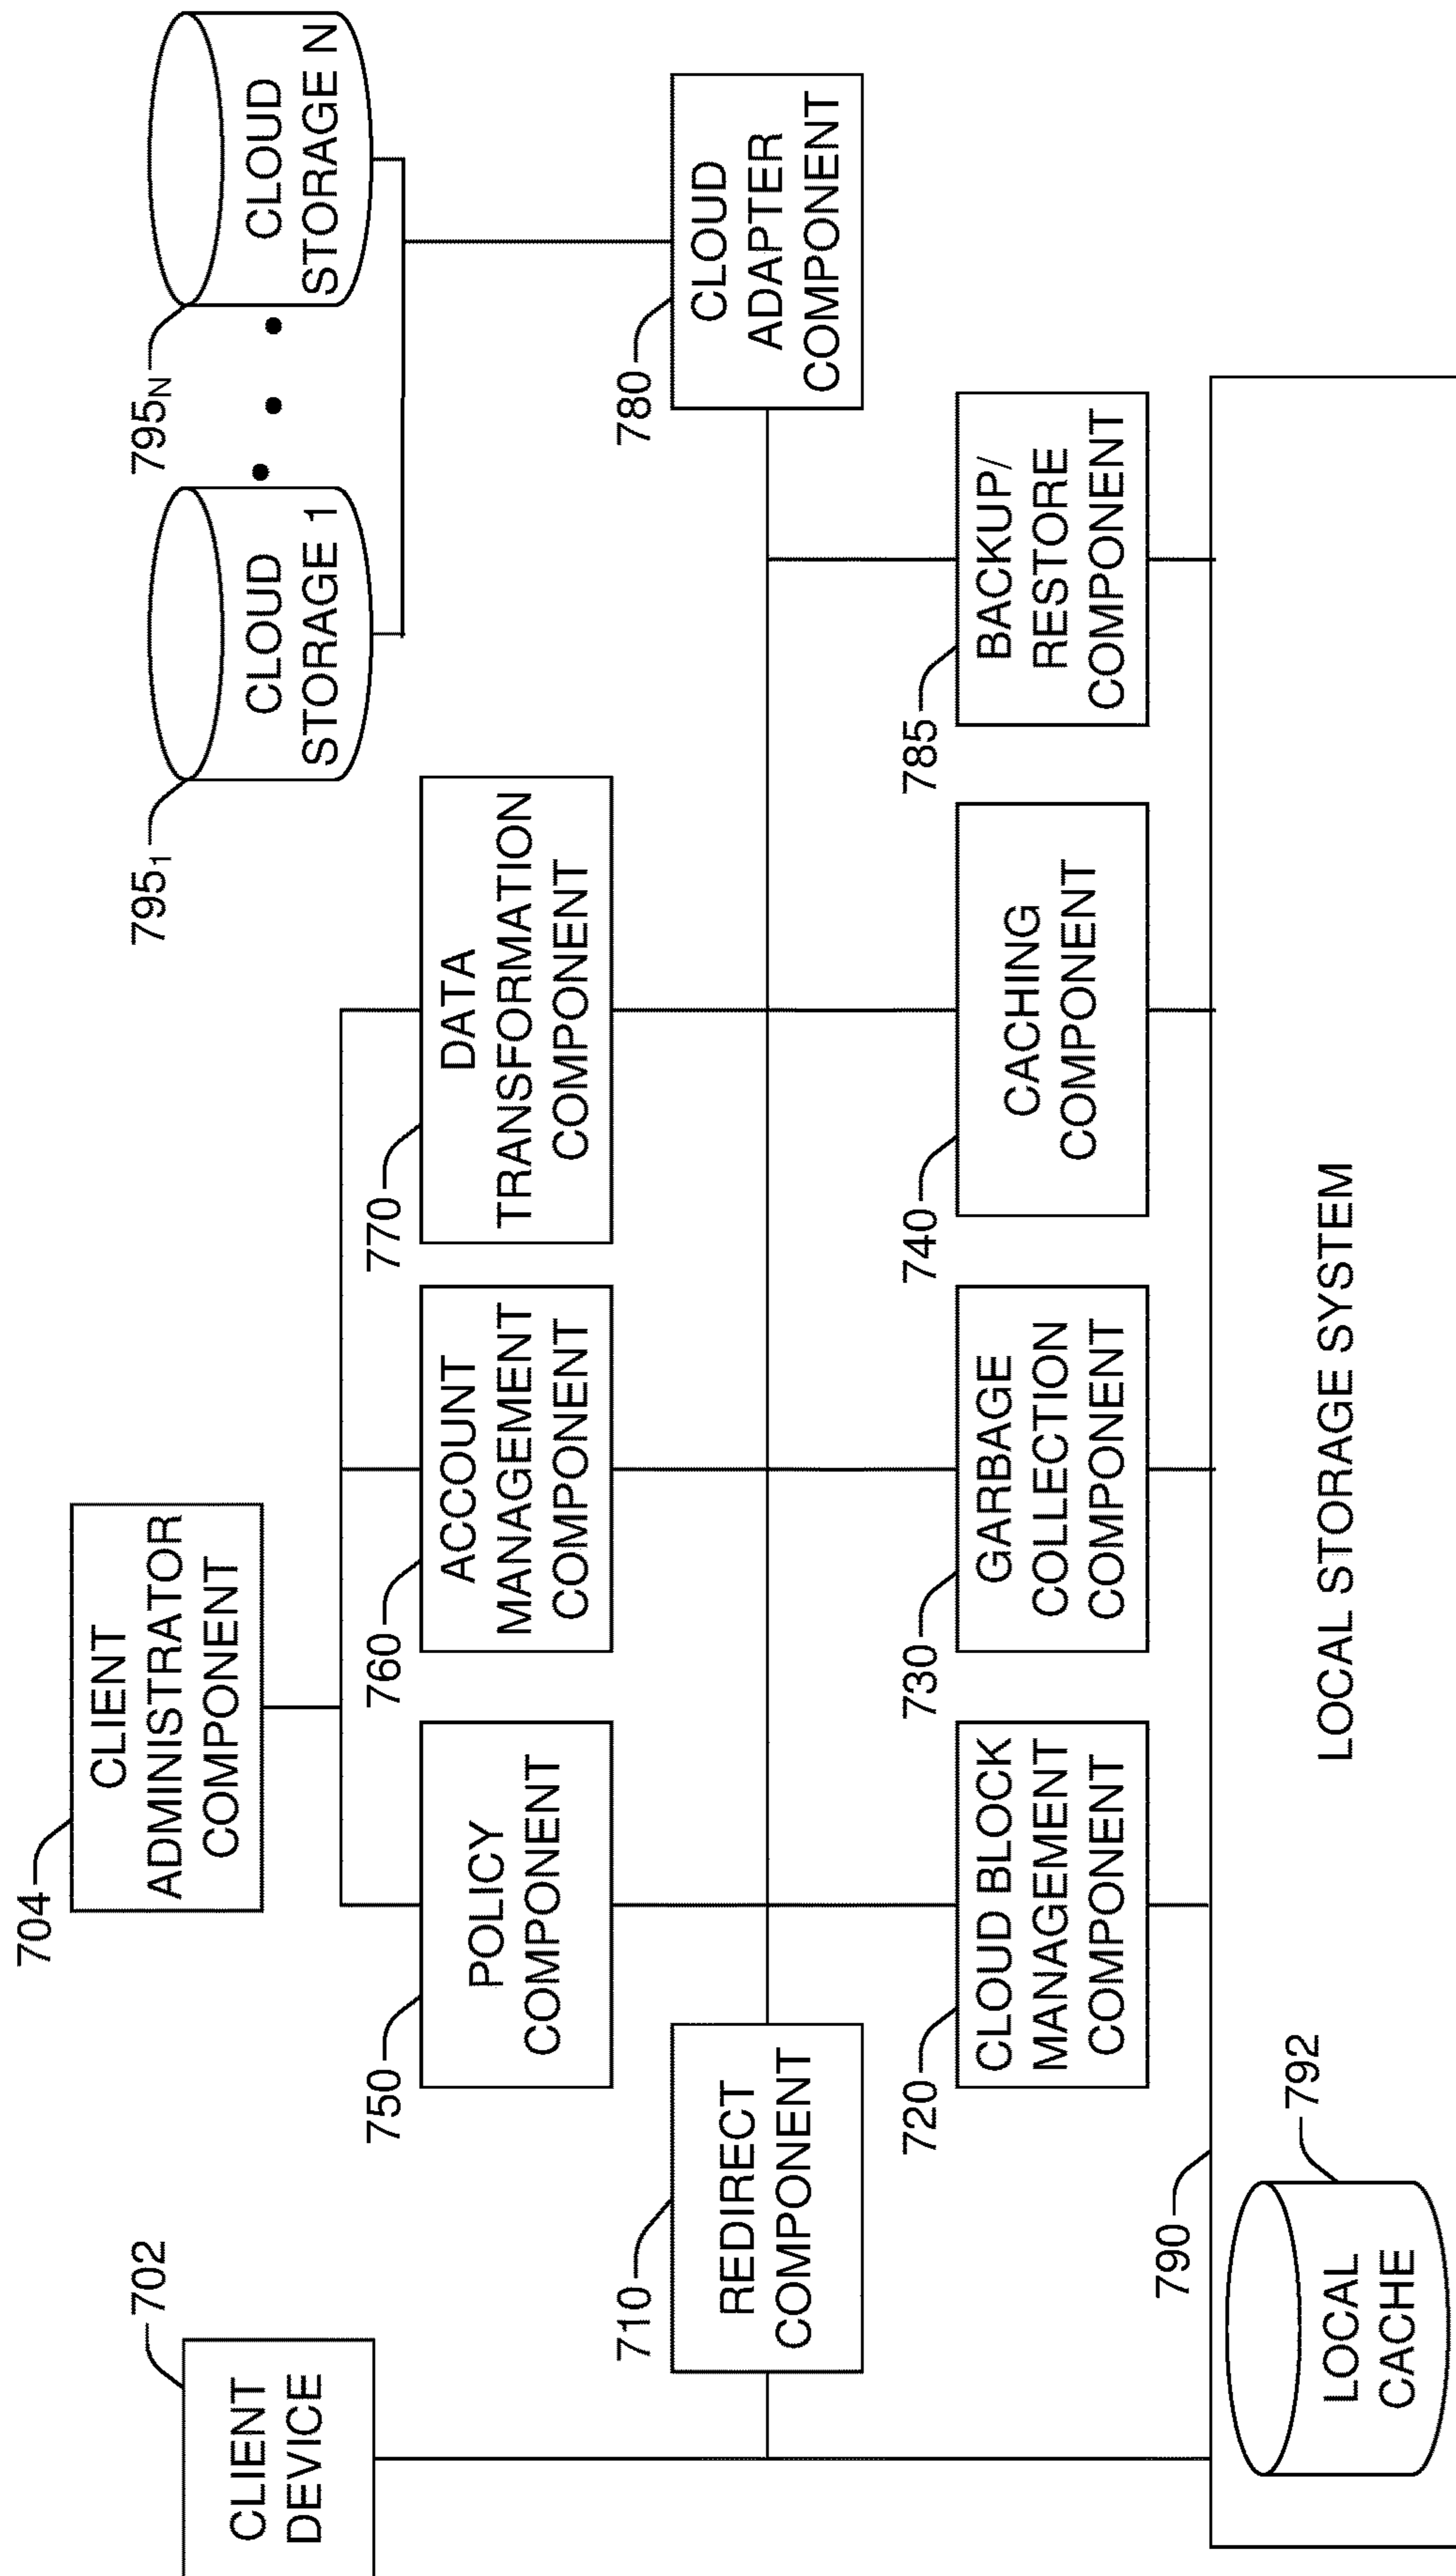 702
CLIENT
DEVICE
704
CLIENT
ADMINISTRATOR
COMPONENT
795₁
CLOUD
STORAGE 1
795N
CLOUD
STORAGE N
750
POLICY
COMPONENT
760
ACCOUNT
MANAGEMENT
COMPONENT
770
DATA
TRANSFORMATION
COMPONENT
710
REDIRECT
COMPONENT
780
CLOUD
ADAPTER
COMPONENT
720
CLOUD BLOCK
MANAGEMENT
COMPONENT
730
GARBAGE
COLLECTION
COMPONENT
740
CACHING
COMPONENT
785
BACKUP/
RESTORE
COMPONENT
790
792
LOCAL
CACHE
LOCAL STORAGE SYSTEM